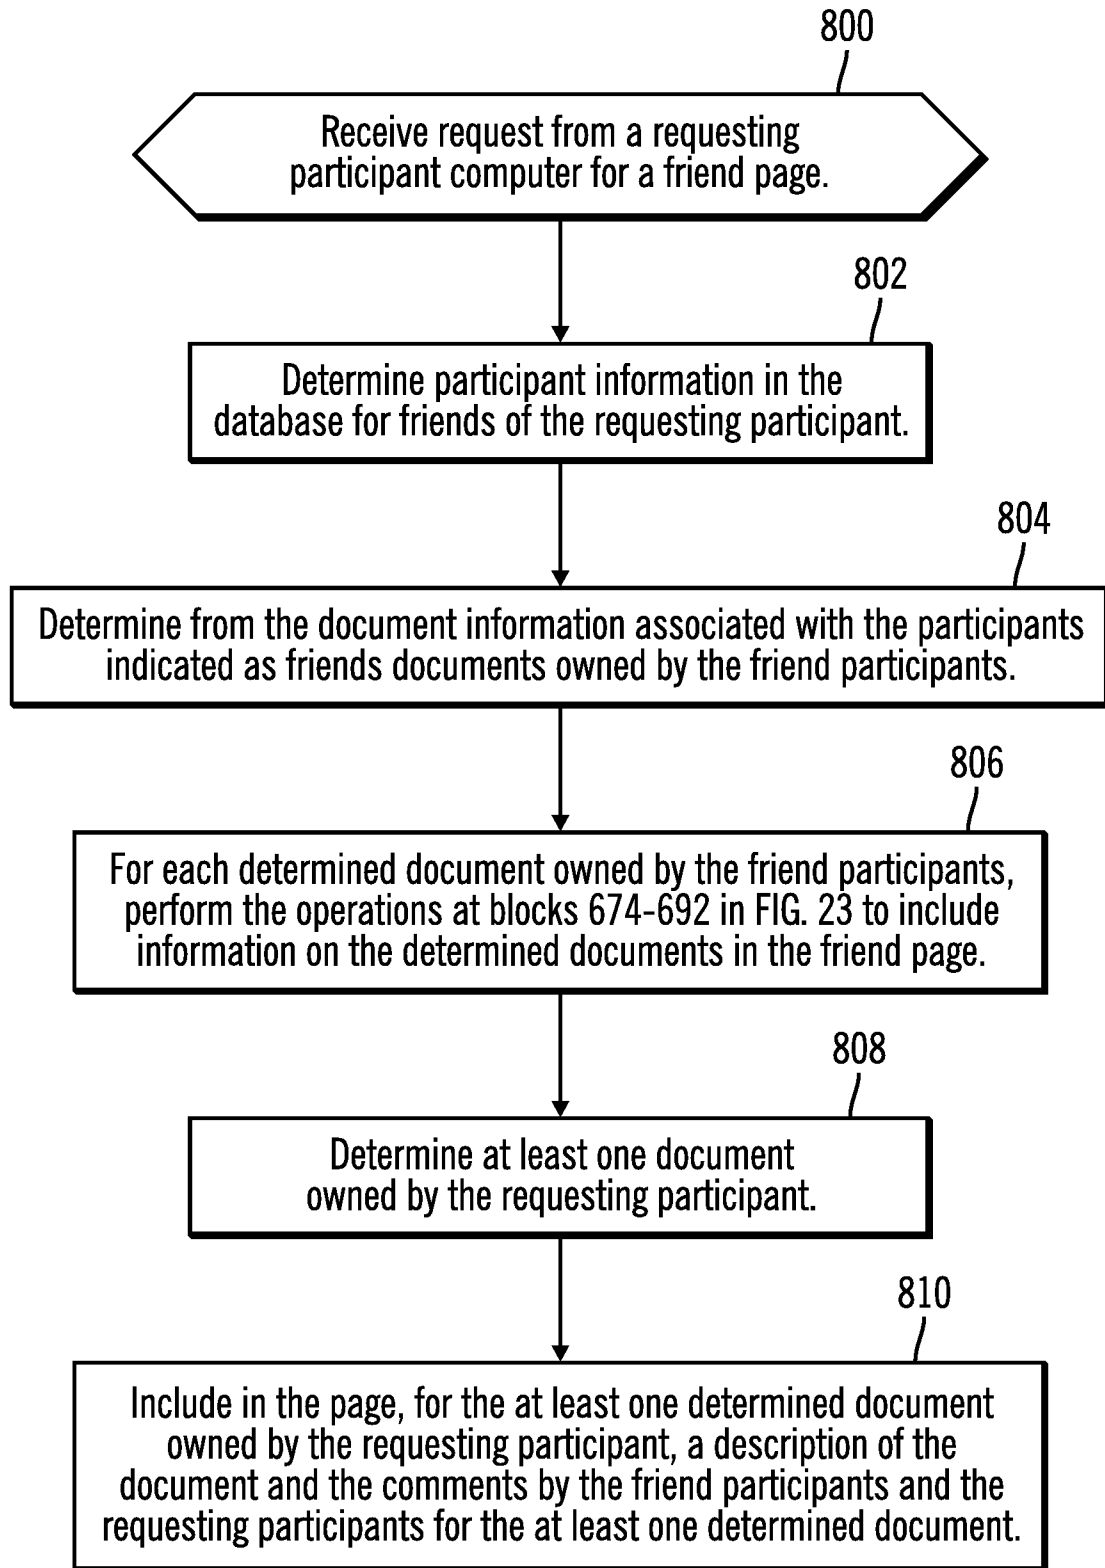 800
Receive request from a requesting
participant computer for a friend page.
802
Determine participant information in the
database for friends of the requesting participant.
804
Determine from the document information associated with the participants
indicated as friends documents owned by the friend participants.
806
For each determined document owned by the friend participants,
perform the operations at blocks 674-692 in FIG. 23 to include
information on the determined documents in the friend page.
808
Determine at least one document
owned by the requesting participant.
810
Include in the page, for the at least one determined document
owned by the requesting participant, a description of the
document and the comments by the friend participants and the
requesting participants for the at least one determined document.